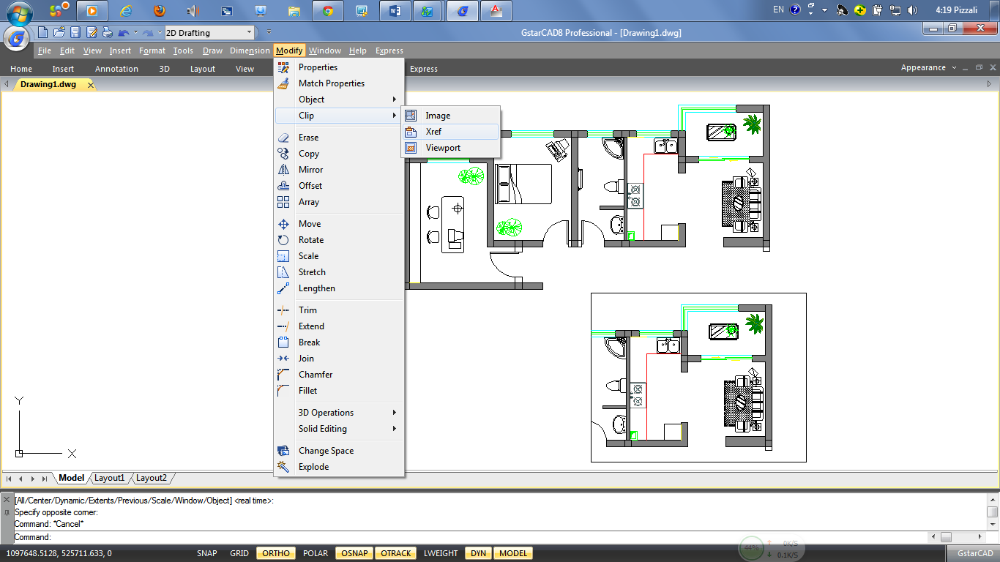 EN 4:19 Pizzali
2D Drafting GstarCAD8 Professional - [Drawing1.dwg]
File Edit View Insert Format Tools Draw Dimension Modify Window Help Express
Home Insert Annotation 3D Layout View Express Appearance
Drawing1.dwg
Properties
Match Properties
Object
Clip
Image
Xref
Viewport
Erase
Copy
Mirror
Offset
Array
Move
Rotate
Scale
Stretch
Lengthen
Trim
Extend
Break
Join
Chamfer
Fillet
3D Operations
Solid Editing
Change Space
Explode
Y
X
Model Layout1 Layout2
[All/Center/Dynamic/Extents/Previous/Scale/Window/Object] <real time>:
Specify opposite corner:
Command: *Cancel*
Command:
1097648.5128, 525711.633, 0 SNAP GRID ORTHO POLAR OSNAP OTRACK LWEIGHT DYN MODEL 44% 0K/S GstarCAD
0.1K/S